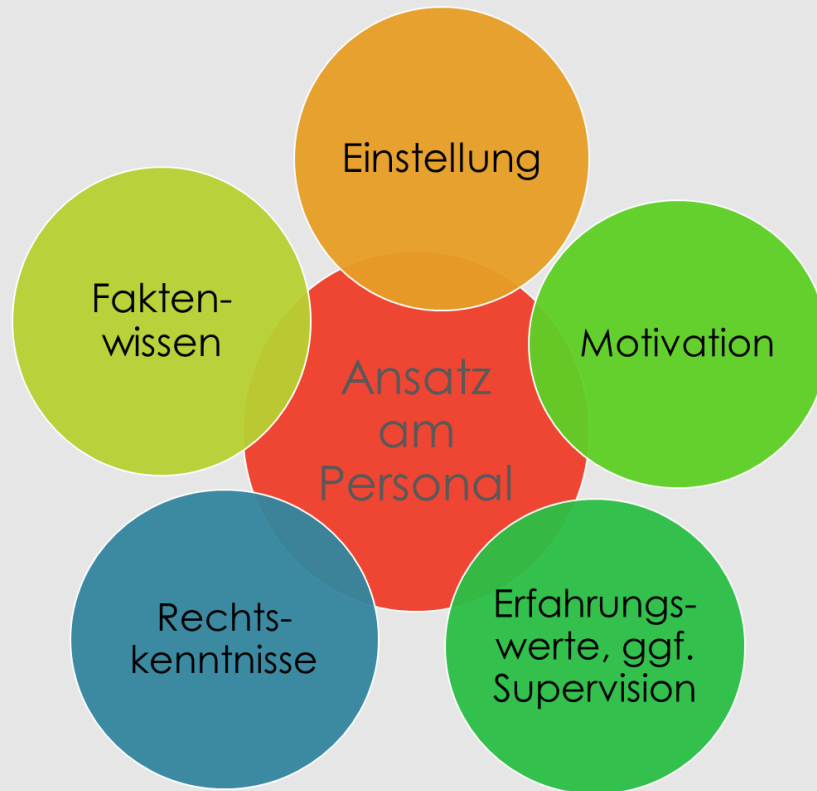 Einstellung
Motivation
Erfahrungs-
werte, ggf.
Supervision
Rechts-
kenntnisse
Fakten-
wissen
Ansatz
am
Personal